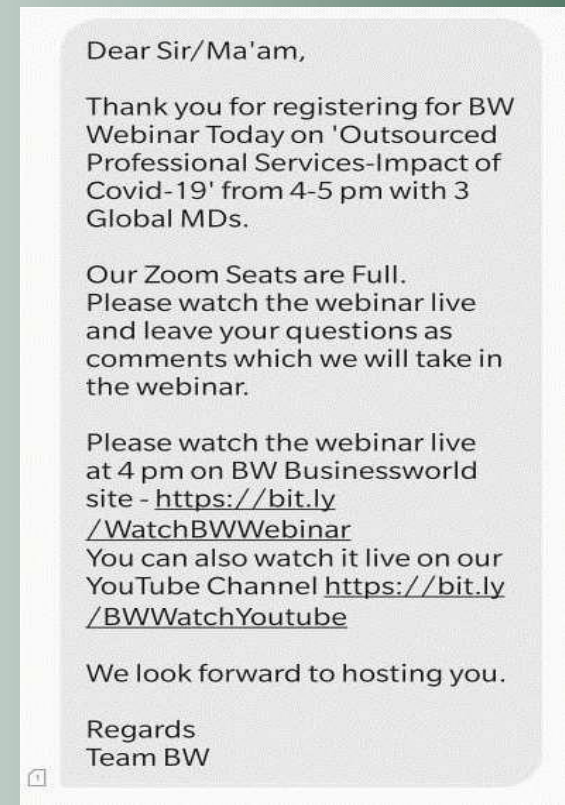 Dear Sir/Ma'am,
Thank you for registering for BW
Webinar Today on 'Outsourced
Professional Services-Impact of
Covid-19' from 4-5 pm with 3
Global MDs.
Our Zoom Seats are Full.
Please watch the webinar live
and leave your questions as
comments which we will take in
the webinar.
Please watch the webinar live
at 4 pm on BW Businessworld
site - https://bit.ly
/WatchBWWebinar
You can also watch it live on our
YouTube Channel https://bit.ly
/BWWatchYoutube
We look forward to hosting you.
Regards
Team BW
1